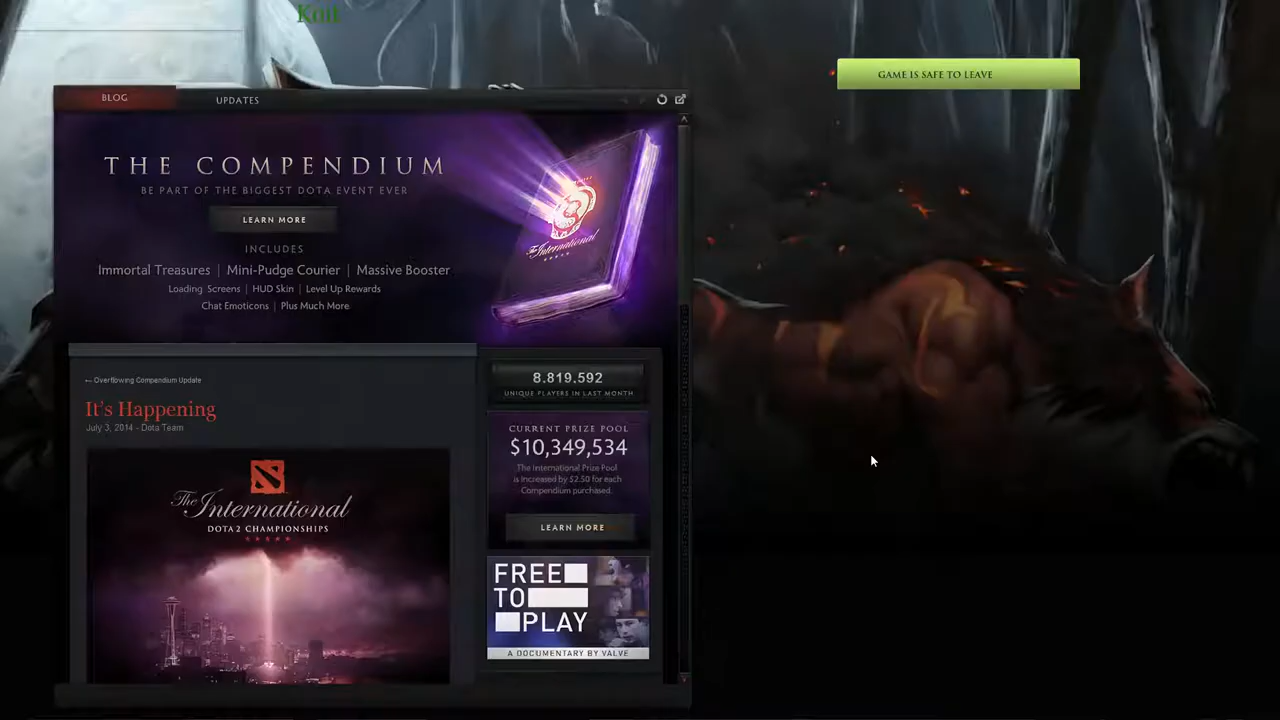 GAME IS SAFE TO LEAVE
BLOG
UPDATES
THE COMPENDIUM
BE PART OF THE BIGGEST DOTA EVENT EVER
LEARN MORE
INCLUDES
Immortal Treasures | Mini-Pudge Courier | Massive Booster
Loading Screens | HUD Skin | Level Up Rewards
Chat Emoticons | Plus Much More
The International
← Overflowing Compendium Update
It's Happening
July 3, 2014 - Dota Team
The International
DOTA 2 CHAMPIONSHIPS
8,819,592
UNIQUE PLAYERS IN LAST MONTH
CURRENT PRIZE POOL
$10,349,534
The International Prize Pool
is Increased by $2.50 for each
Compendium purchased.
LEARN MORE
FREE
TO
PLAY
A DOCUMENTARY BY VALVE